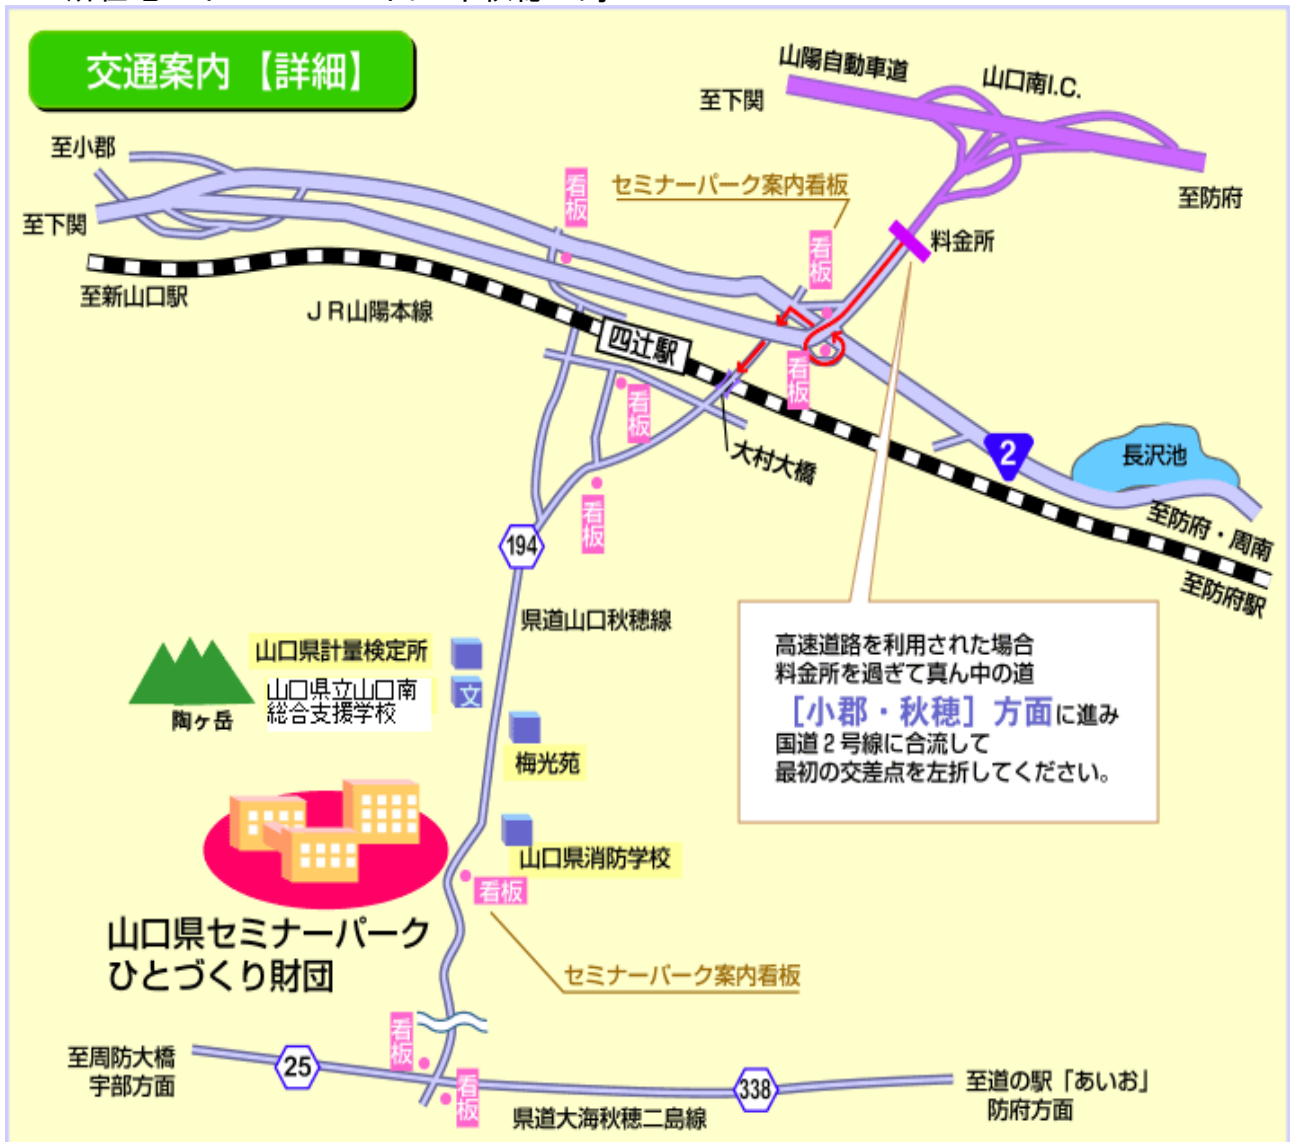 交通案内【詳細】
山陽自動車道
山口南I.C.
至下関
至小郡
至防府
看板
セミナーパーク案内看板
至下関
看板
料金所
至新山口駅
JR山陽本線
四辻駅
看板
看板
大村大橋
2
長沢池
看板
至防府・周南
至防府駅
194
県道山口秋穂線
高速道路を利用された場合
料金所を過ぎて真ん中の道
[小郡・秋穂]方面に進み
国道2号線に合流して
最初の交差点を左折してください。
山口県計量検定所
山口県立山口南
総合支援学校
文
陶ヶ岳
梅光苑
山口県消防学校
看板
山口県セミナーパーク
ひとづくり財団
セミナーパーク案内看板
看板
至周防大橋
宇部方面
25
看板
338
県道大海秋穂二島線
至道の駅「あいお」
防府方面